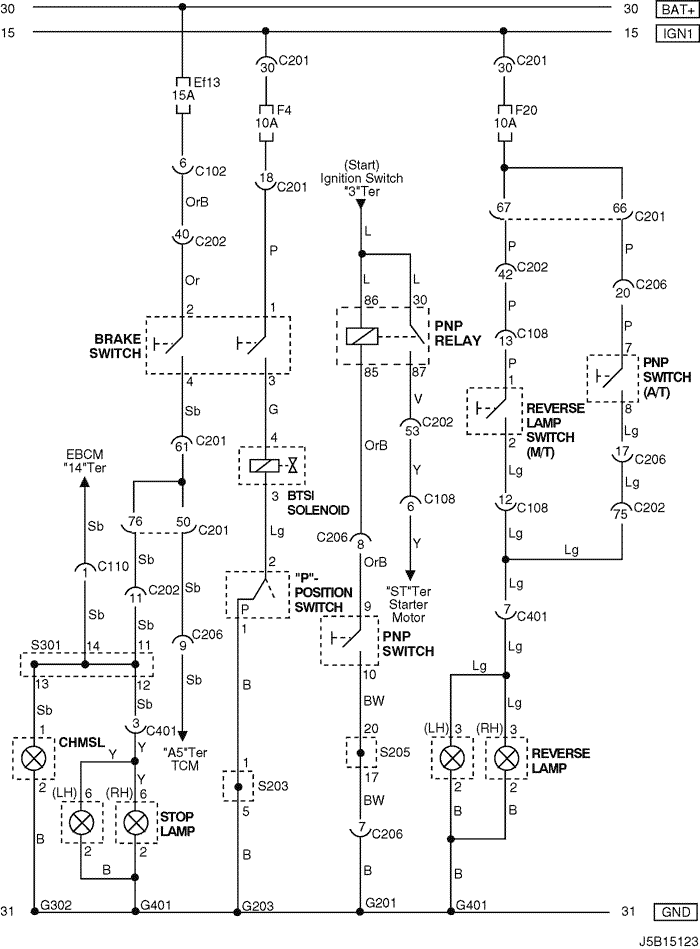 30 30 BAT+
15 15 IGN1
C201
30
C201
30
Ef13
15A
F4
10A
F20
10A
6 C102
18
C201
(Start)
Ignition Switch
"3"Ter
OrB
67 66
C201
L
40
C202
P
P
P
C202
42
C206
20
Or
L L
P
P
C108
13
2 1
86 30
BRAKE
SWITCH
PNP
RELAY
P
7
PNP
SWITCH
(A/T)
4 3
85 87
1
REVERSE
LAMP
SWITCH
(M/T)
8
Sb
G
V
C202
53
2
Lg
61
C201
4
OrB
Lg
17
C206
EBCM
"14"Ter
BTSI
SOLENOID
3
Y
Lg
76 50
C201
C108
6
12
C108
75
C202
Sb
Lg
C206
8
Y
Lg
Lg
Sb
C110
1
C202
11
Sb
2
"P"-
POSITION
SWITCH
P
OrB
"ST"Ter
Starter
Motor
Lg
Sb
Sb
1
9
PNP
SWITCH
7
C401
S301
14 11
9
C206
10
Lg
13 12
Sb
B
Lg
Sb
Sb
BW
Lg
1
CHMSL
2
3
C401
"A5"Ter
TCM
20
S205
17
(LH) 3
(RH) 3
REVERSE
LAMP
2 2
Y
Y
1
S203
5
BW
B B
(LH) 6
(RH) 6
STOP
LAMP
2 2
7
C206
B
B
B
B
B
31 G302 G401 G203 G201 G401 31 GND
J5B15123